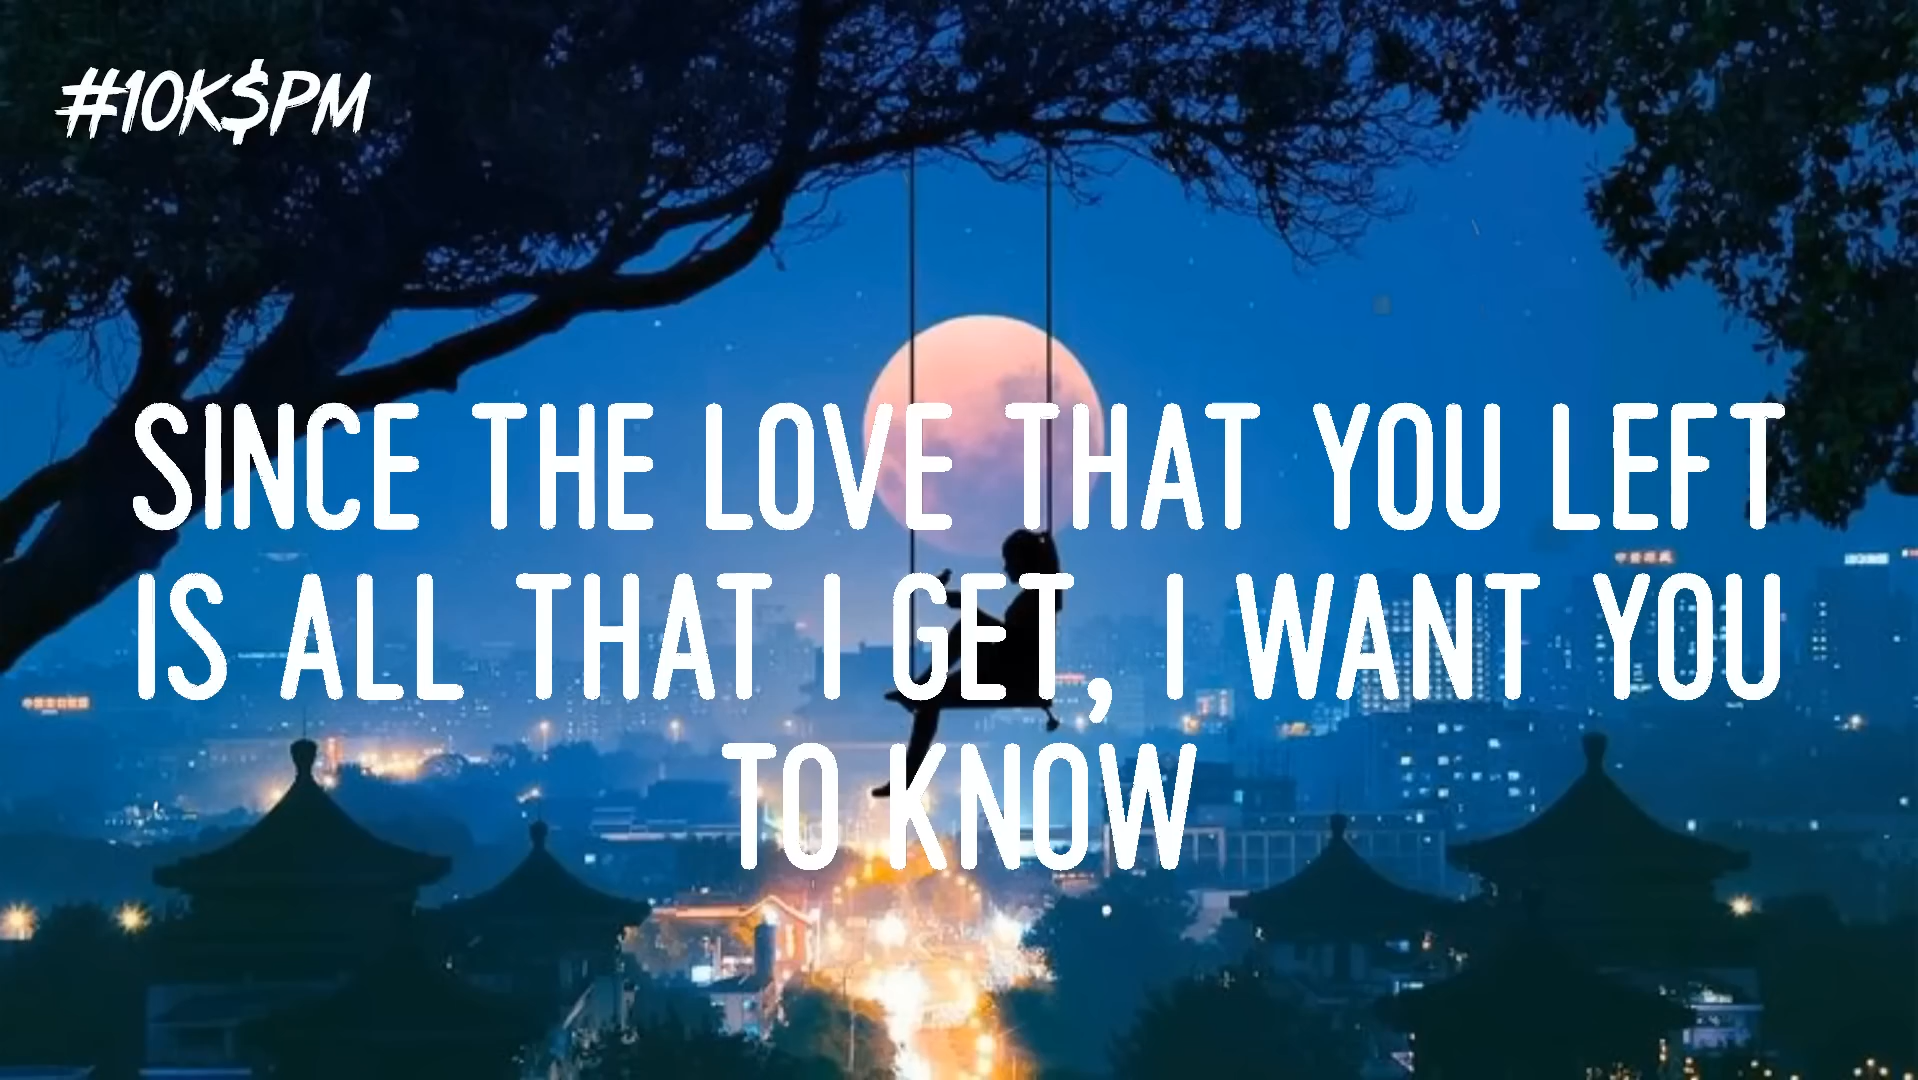 #10K$PM
SINCE THE LOVE THAT YOU LEFT
IS ALL THAT I GET, I WANT YOU
TO KNOW